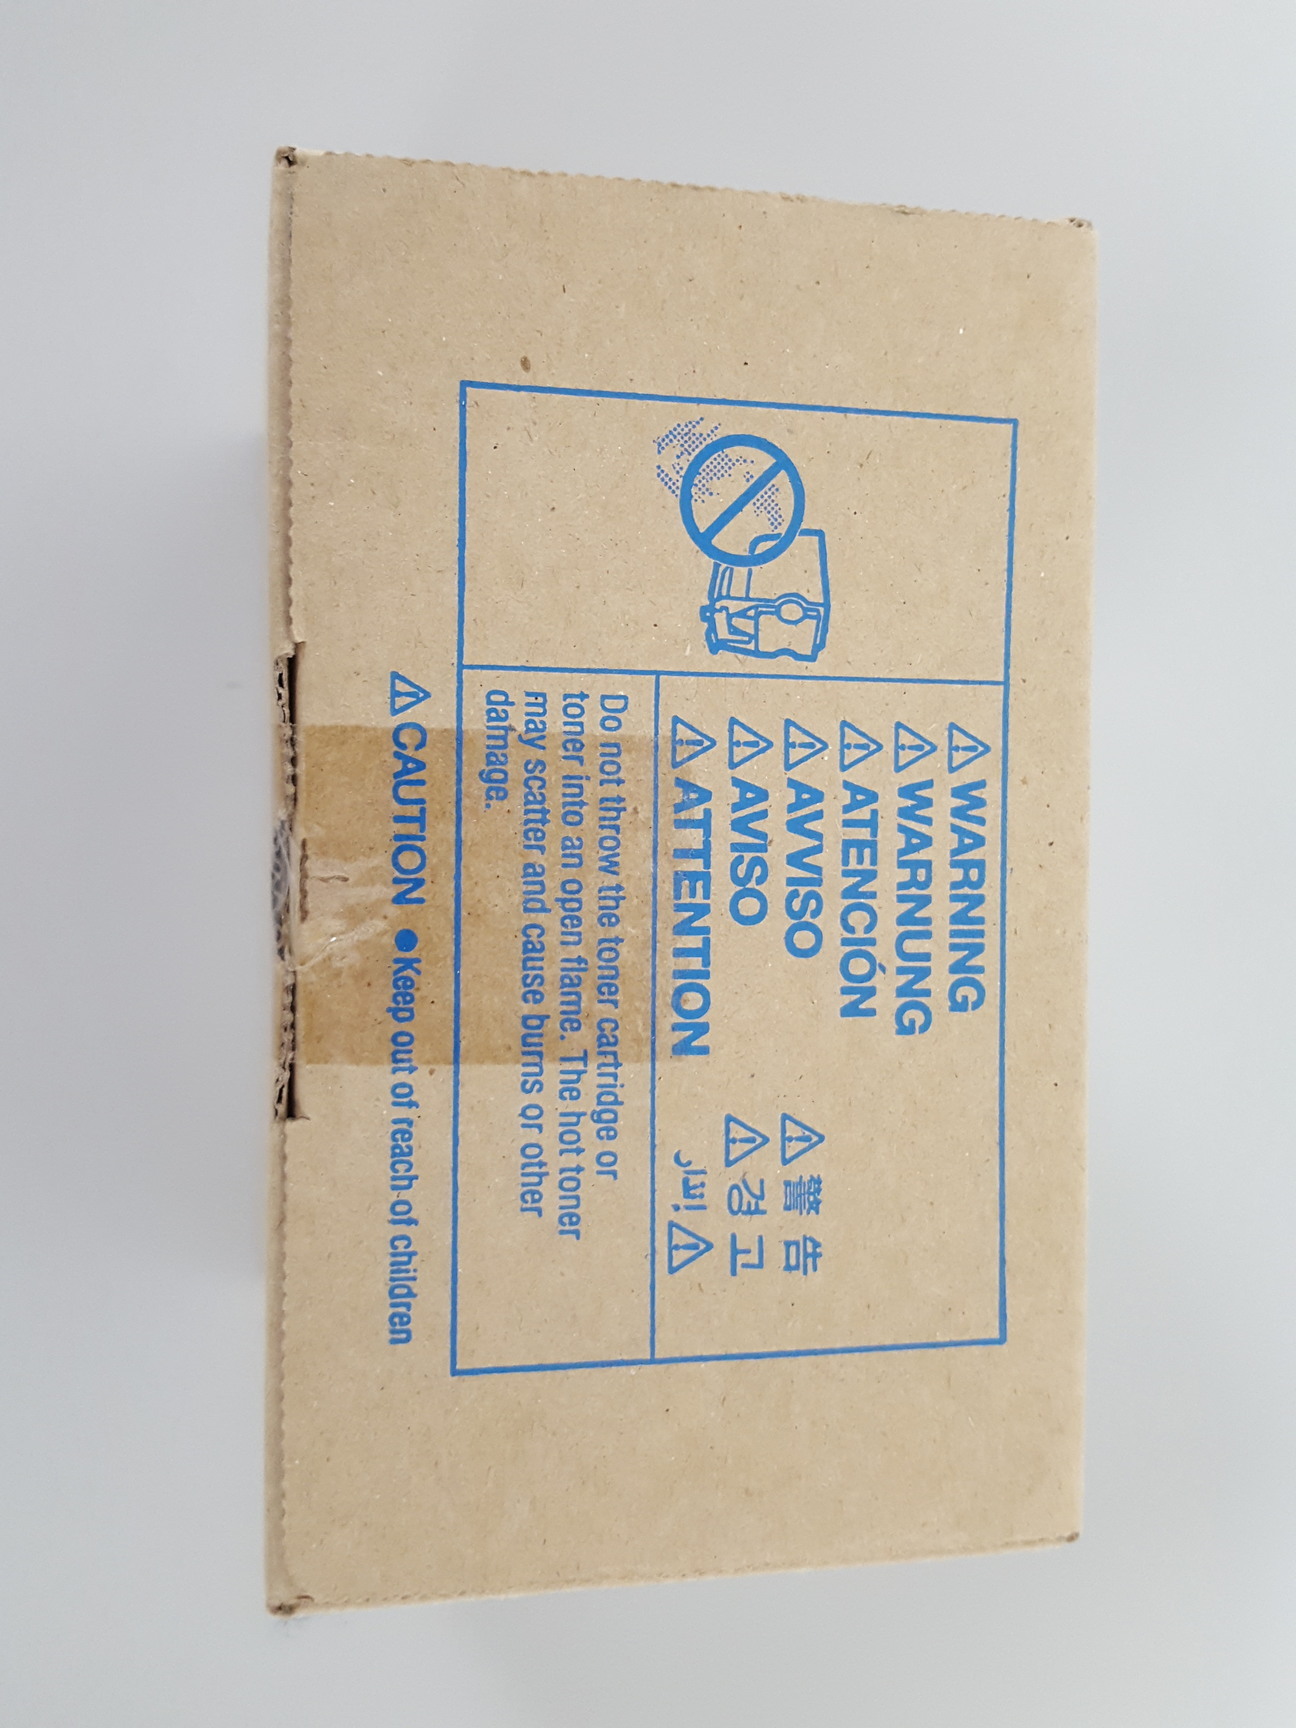 WARNING
WARNUNG
ATENCIÓN
AVVISO
AVISO
ATTENTION
警告
경고
إنذار
Do not throw the toner cartridge or
toner into an open flame. The hot toner
may scatter and cause burns or other
damage.
CAUTION ●Keep out of reach of children